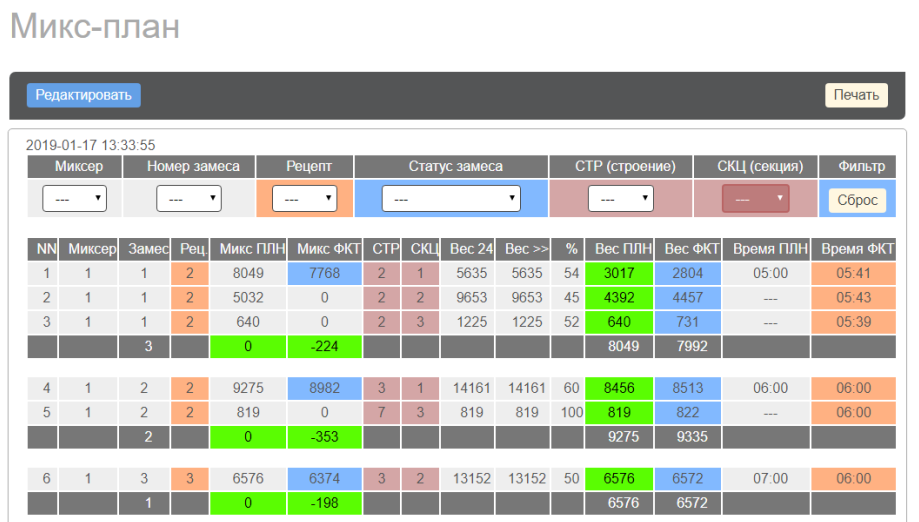 Микс-план
Редактировать Печать
2019-01-17 13:33:55
Миксер Номер замеса Рецепт Статус замеса СТР (строение) СКЦ (секция) Фильтр
--- --- --- --- --- --- Сброс
NN Миксер Замес Рец. Микс ПЛН Микс ФКТ СТР СКЦ Вес 24 Вес >> % Вес ПЛН Вес ФКТ Время ПЛН Время ФКТ
1 1 1 2 8049 7768 2 1 5635 5635 54 3017 2804 05:00 05:41
2 1 1 2 5032 0 2 2 9653 9653 45 4392 4457 --- 05:43
3 1 1 2 640 0 2 3 1225 1225 52 640 731 --- 05:39
3 0 -224 8049 7992
4 1 2 2 9275 8982 3 1 14161 14161 60 8456 8513 06:00 06:00
5 1 2 2 819 0 7 3 819 819 100 819 822 --- 06:00
2 0 -353 9275 9335
6 1 3 3 6576 6374 3 2 13152 13152 50 6576 6572 07:00 06:00
1 0 -198 6576 6572